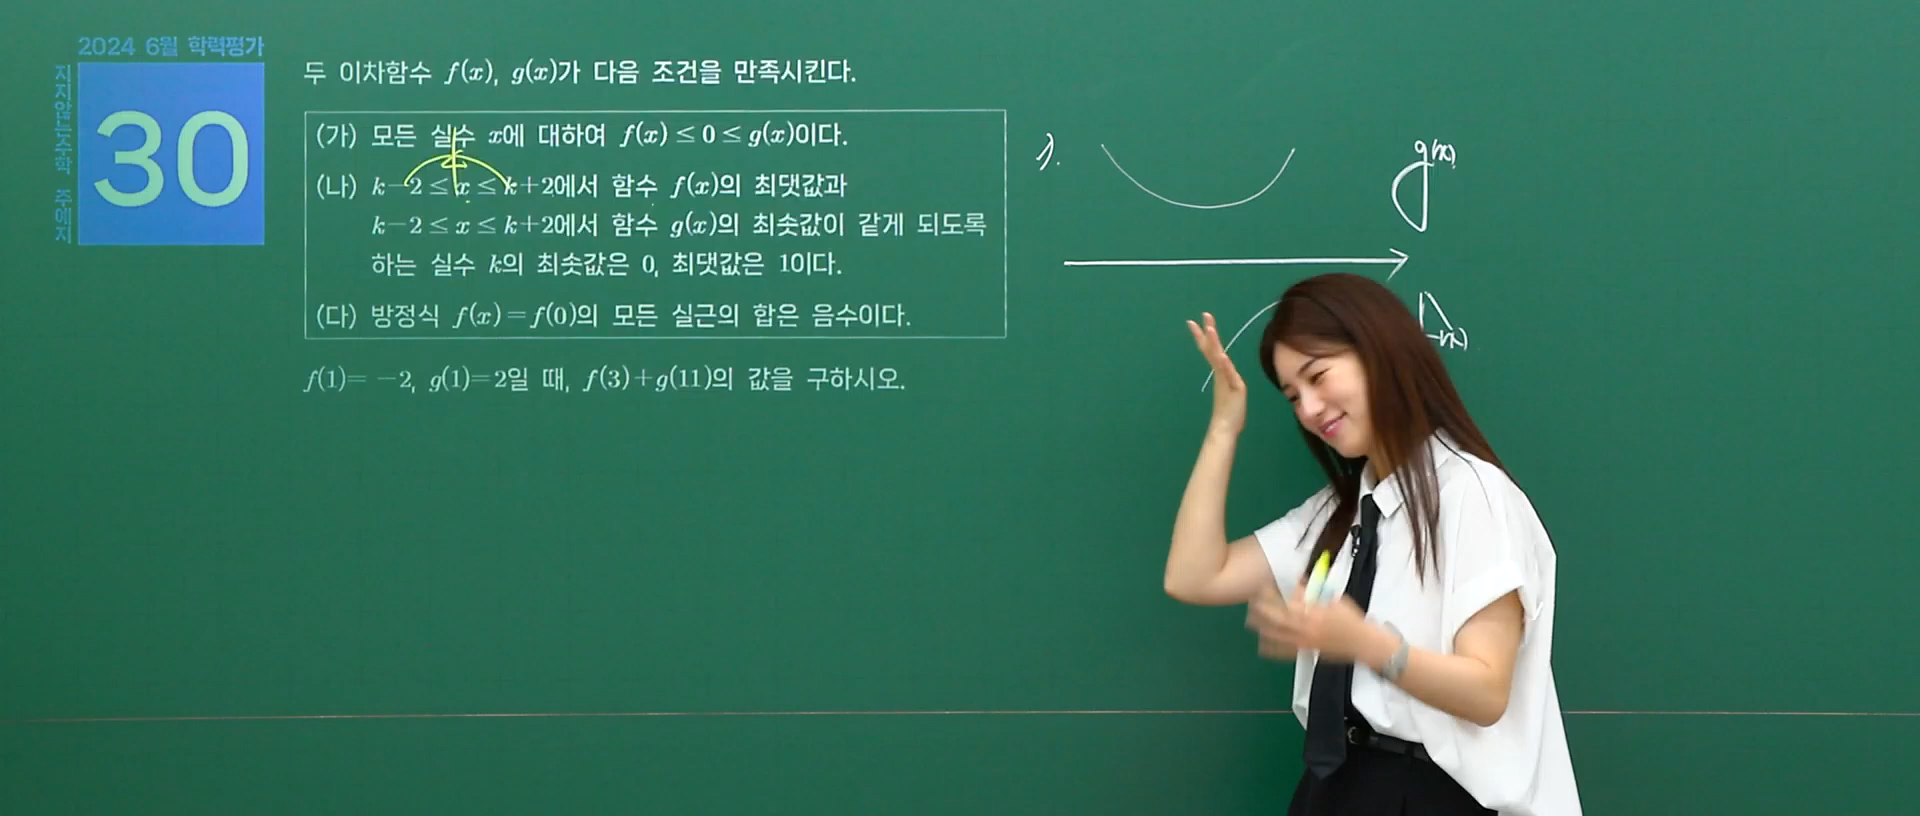 2024 6월 학력평가
지지않는수학 주예지
30
두 이차함수 f(x), g(x)가 다음 조건을 만족시킨다.
(가) 모든 실수 x에 대하여 f(x) ≤ 0 ≤ g(x)이다.
(나) k-2 ≤ x ≤ k+2에서 함수 f(x)의 최댓값과
k-2 ≤ x ≤ k+2에서 함수 g(x)의 최솟값이 같게 되도록
하는 실수 k의 최솟값은 0, 최댓값은 1이다.
(다) 방정식 f(x)=f(0)의 모든 실근의 합은 음수이다.
f(1)= -2, g(1)=2일 때, f(3)+g(11)의 값을 구하시오.
g(x)